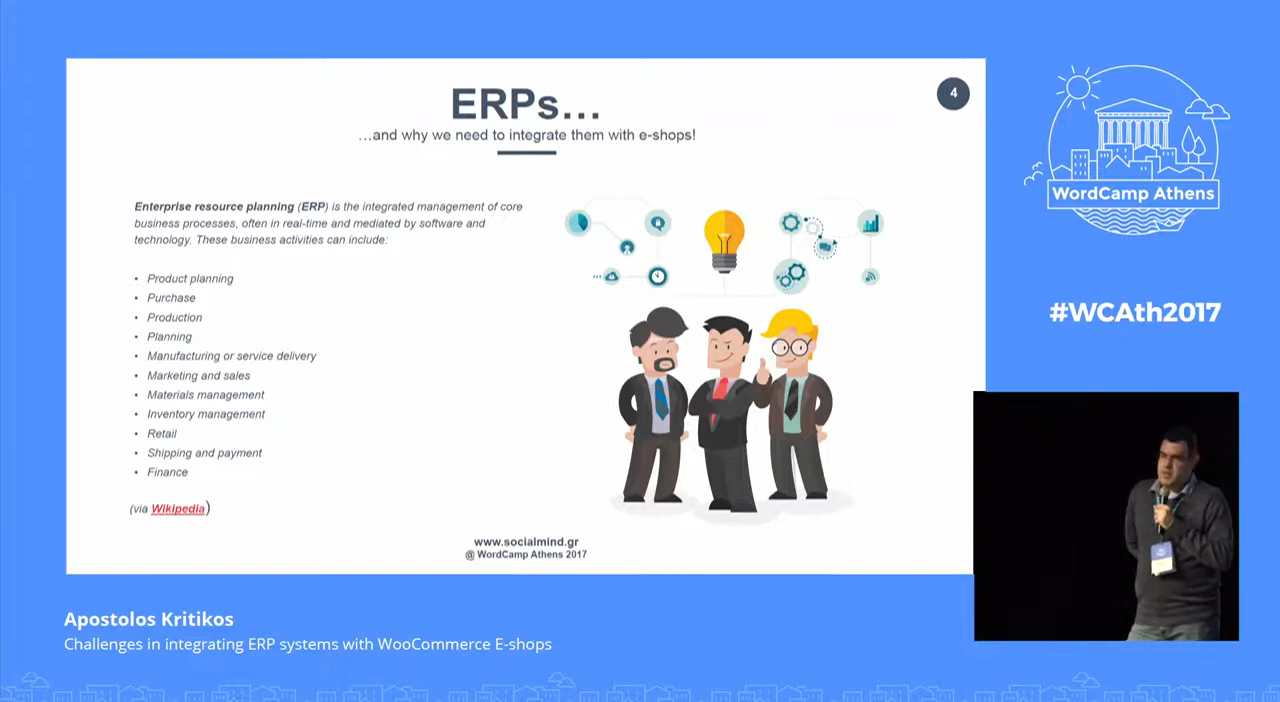 ERPs...
...and why we need to integrate them with e-shops!
4
Enterprise resource planning (ERP) is the integrated management of core
business processes, often in real-time and mediated by software and
technology. These business activities can include:
• Product planning
• Purchase
• Production
• Planning
• Manufacturing or service delivery
• Marketing and sales
• Materials management
• Inventory management
• Retail
• Shipping and payment
• Finance
(via Wikipedia)
www.socialmind.gr
@ WordCamp Athens 2017
WordCamp Athens
#WCAth2017
Apostolos Kritikos
Challenges in integrating ERP systems with WooCommerce E-shops